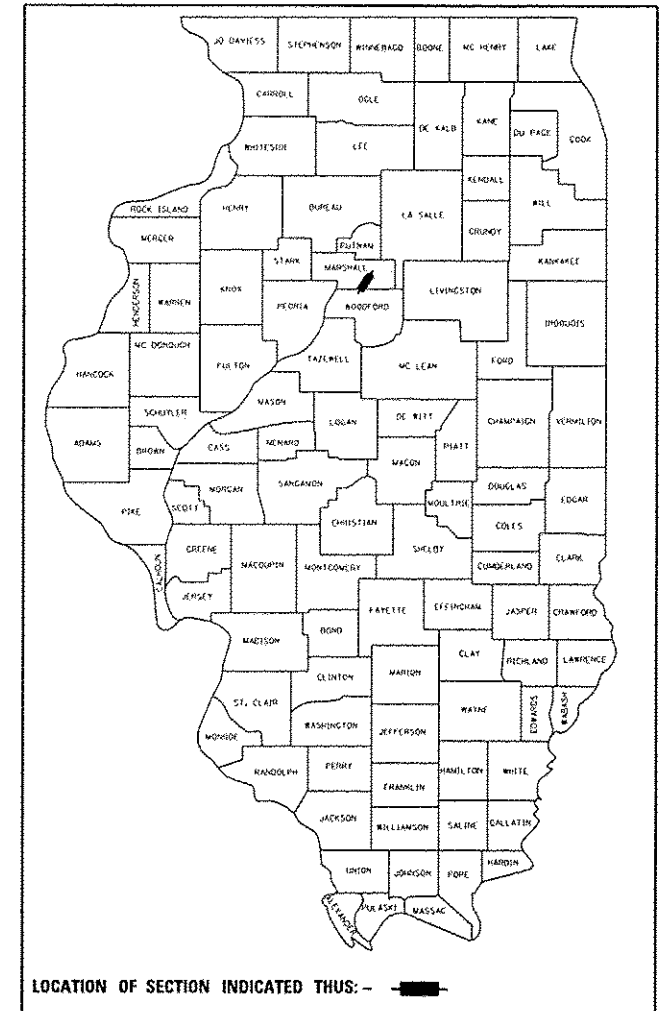 JO DAVIESS STEPHENSON WINNEBAGO BOONE MC HENRY LAKE
CARROLL OGLE DE KALB KANE DU PAGE COOK
WHITESIDE LEE
KENDALL
ROCK ISLAND HENRY BUREAU LA SALLE GRUNDY WILL
MERCER PUTNAM
STARK MARSHALL KANKAKEE
HENDERSON WARREN KNOX PEORIA WOODFORD LIVINGSTON IROQUOIS
MC DONOUGH FULTON TAZEWELL MC LEAN FORD
HANCOCK
SCHUYLER MASON LOGAN DE WITT CHAMPAIGN VERMILION
ADAMS BROWN CASS MENARD MACON PIATT
PIKE SCOTT MORGAN SANGAMON MOULTRIE DOUGLAS EDGAR
CHRISTIAN COLES
CALHOUN GREENE MACOUPIN MONTGOMERY SHELBY CUMBERLAND CLARK
JERSEY
FAYETTE EFFINGHAM JASPER CRAWFORD
MADISON BOND
CLAY RICHLAND LAWRENCE
CLINTON MARION
ST. CLAIR WAYNE EDWARDS WABASH
WASHINGTON JEFFERSON
MONROE
RANDOLPH PERRY HAMILTON WHITE
FRANKLIN
JACKSON WILLIAMSON SALINE GALLATIN
UNION JOHNSON POPE HARDIN
ALEXANDER PULASKI MASSAC
LOCATION OF SECTION INDICATED THUS: -